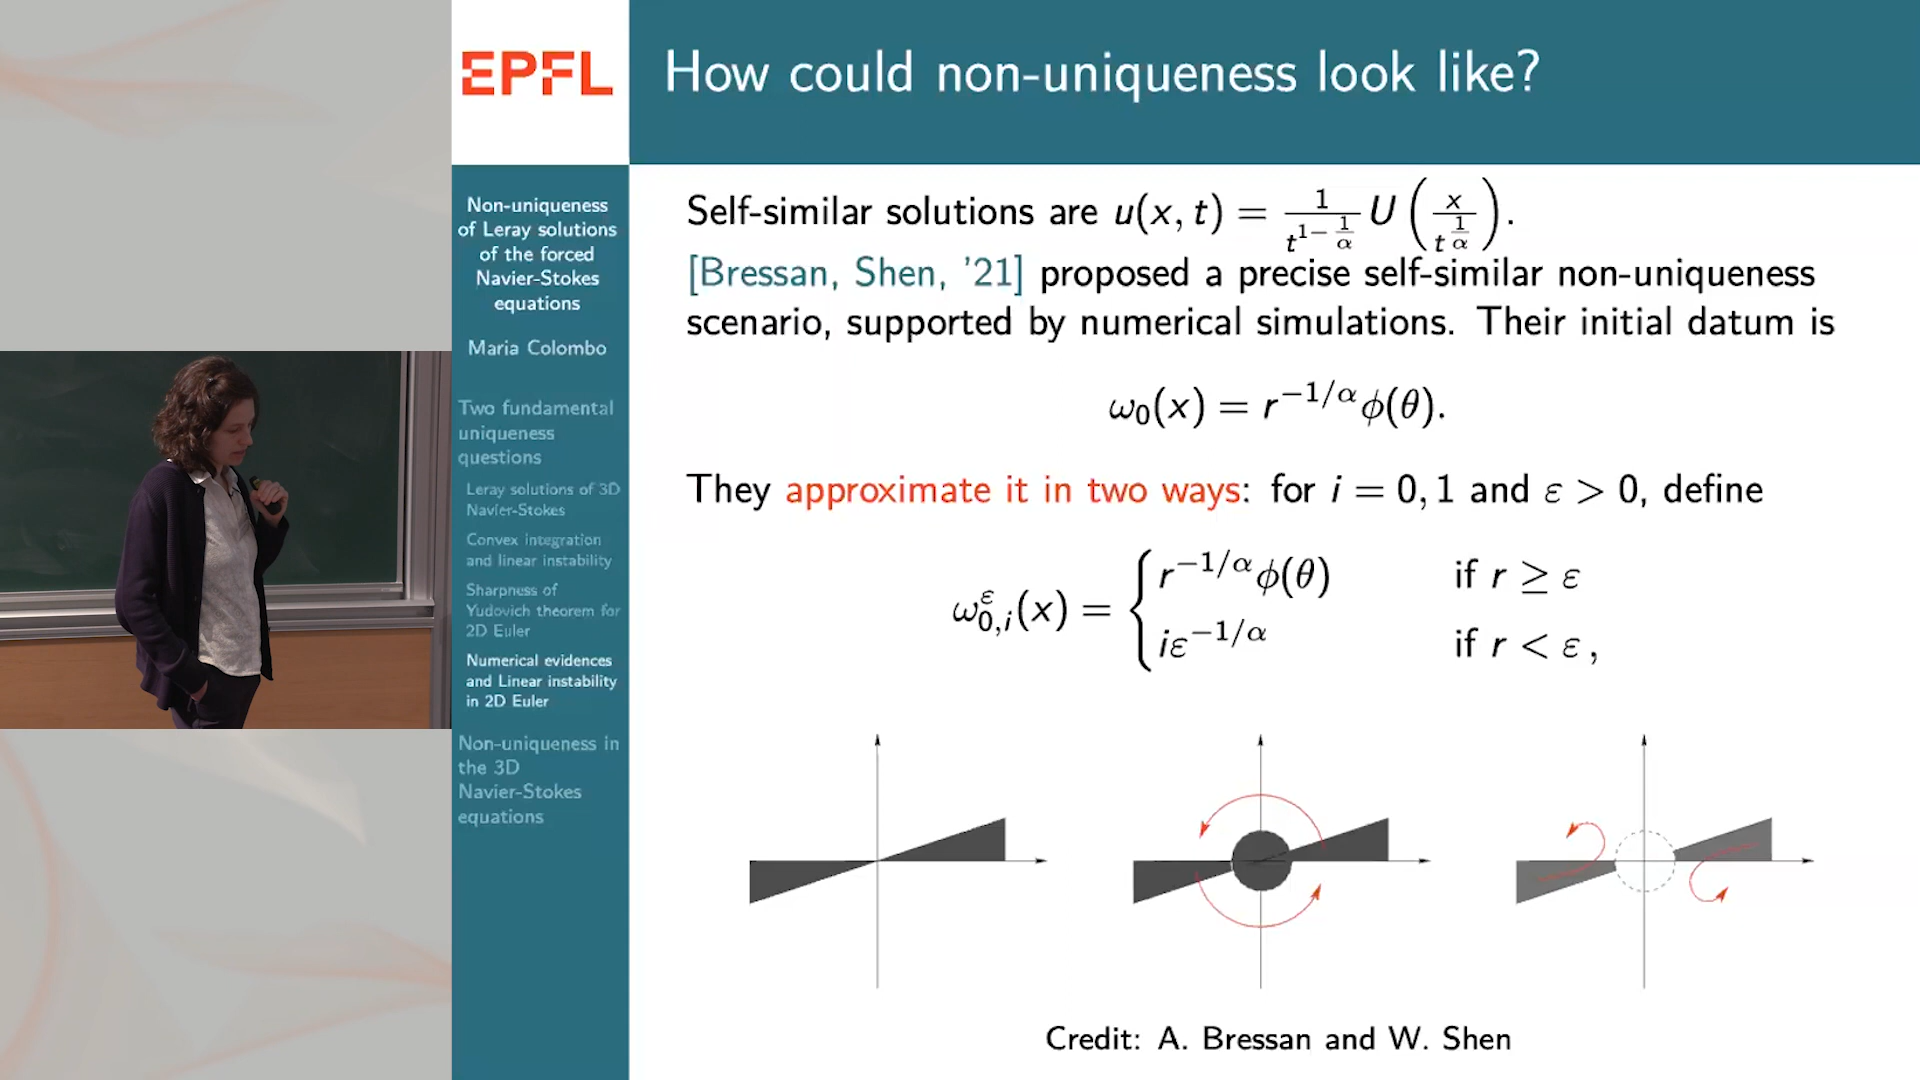 EPFL
How could non-uniqueness look like?
Non-uniqueness
of Leray solutions
of the forced
Navier-Stokes
equations
Maria Colombo
Two fundamental
uniqueness
questions
Leray solutions of 3D
Navier-Stokes
Convex integration
and linear instability
Sharpness of
Yudovich theorem for
2D Euler
Numerical evidences
and Linear instability
in 2D Euler
Non-uniqueness in
the 3D
Navier-Stokes
equations
Self-similar solutions are $u(x,t) = \frac{1}{t^{1-\frac{1}{\alpha}}} U\left(\frac{x}{t^{\frac{1}{\alpha}}}\right)$.
[Bressan, Shen, '21] proposed a precise self-similar non-uniqueness
scenario, supported by numerical simulations. Their initial datum is
$\omega_0(x) = r^{-1/\alpha}\phi(\theta).$
They approximate it in two ways: for $i = 0, 1$ and $\varepsilon > 0$, define
$\omega^{\varepsilon}_{0,i}(x) = \begin{cases} r^{-1/\alpha}\phi(\theta) & \text{if } r \geq \varepsilon \\ i\varepsilon^{-1/\alpha} & \text{if } r < \varepsilon, \end{cases}$
Credit: A. Bressan and W. Shen